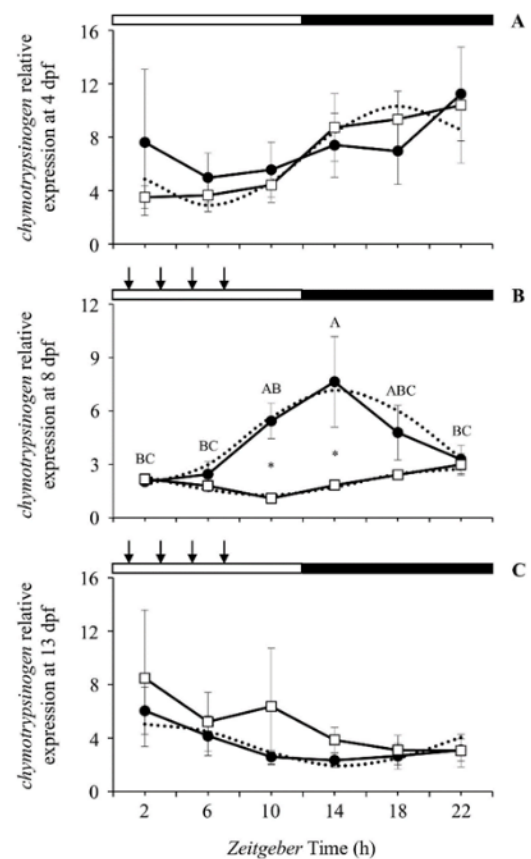 A
chymotrypsinogen relative
expression at 4 dpf
16
12
8
4
0
B
chymotrypsinogen relative
expression at 8 dpf
12
9
6
3
0
BC
BC
AB
A
ABC
BC
*
*
C
chymotrypsinogen relative
expression at 13 dpf
16
12
8
4
0
2 6 10 14 18 22
Zeitgeber Time (h)